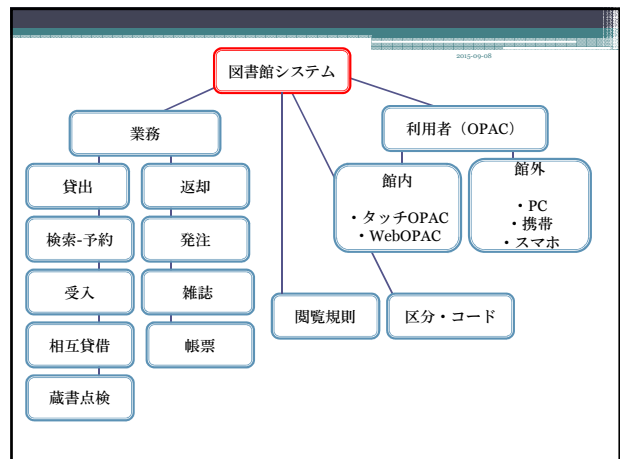 2015-09-08
図書館システム
業務
利用者（OPAC）
貸出
返却
館内
・タッチOPAC
・WebOPAC
館外
・PC
・携帯
・スマホ
検索-予約
発注
受入
雑誌
閲覧規則
区分・コード
相互貸借
帳票
蔵書点検